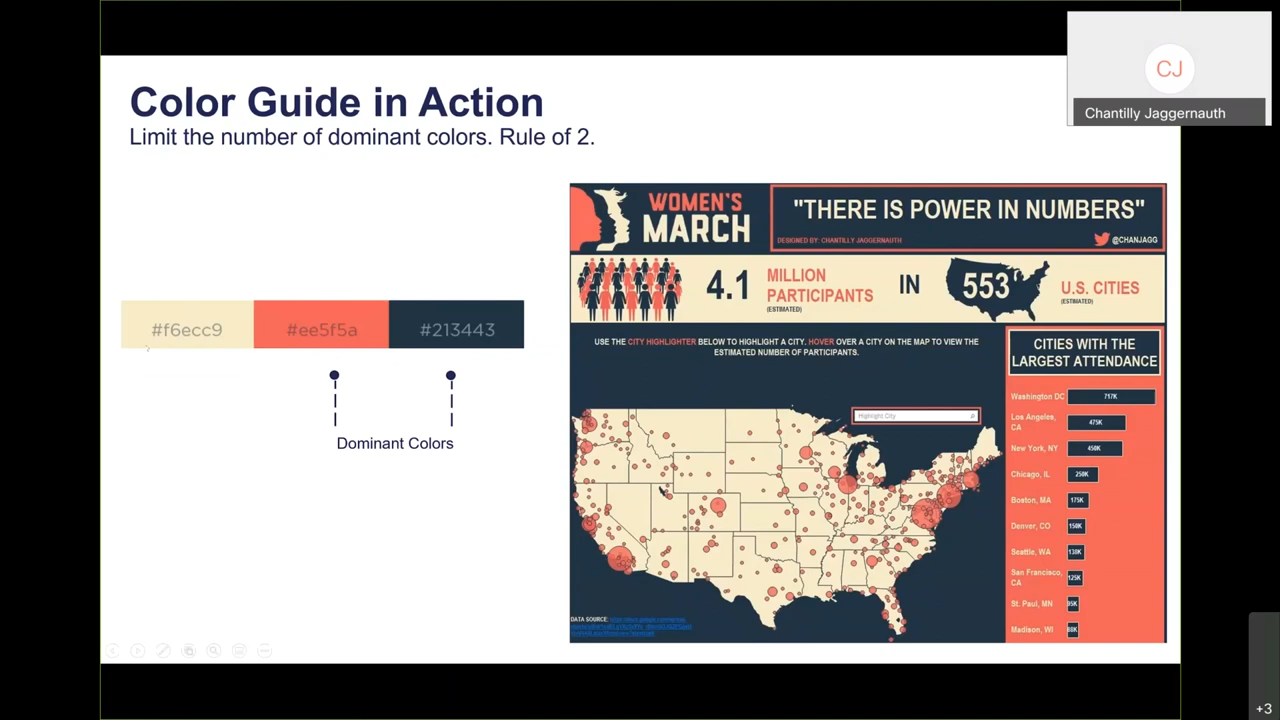 Color Guide in Action
Limit the number of dominant colors. Rule of 2.
CJ
Chantilly Jaggernauth
#f6ecc9
#ee5f5a
#213443
Dominant Colors
WOMEN'S
MARCH
"THERE IS POWER IN NUMBERS"
DESIGNED BY: CHANTILLY JAGGERNAUTH
@CHANJAGG
4.1
MILLION
PARTICIPANTS
(ESTIMATED)
IN
553
U.S. CITIES
(ESTIMATED)
USE THE CITY HIGHLIGHTER BELOW TO HIGHLIGHT A CITY. HOVER OVER A CITY ON THE MAP TO VIEW THE
ESTIMATED NUMBER OF PARTICIPANTS.
Highlight City
CITIES WITH THE
LARGEST ATTENDANCE
Washington DC 717K
Los Angeles,
CA
475K
New York, NY 450K
Chicago, IL 250K
Boston, MA 175K
Denver, CO 150K
Seattle, WA 130K
San Francisco,
CA
125K
St. Paul, MN 95K
Madison, WI
DATA SOURCE:
+3